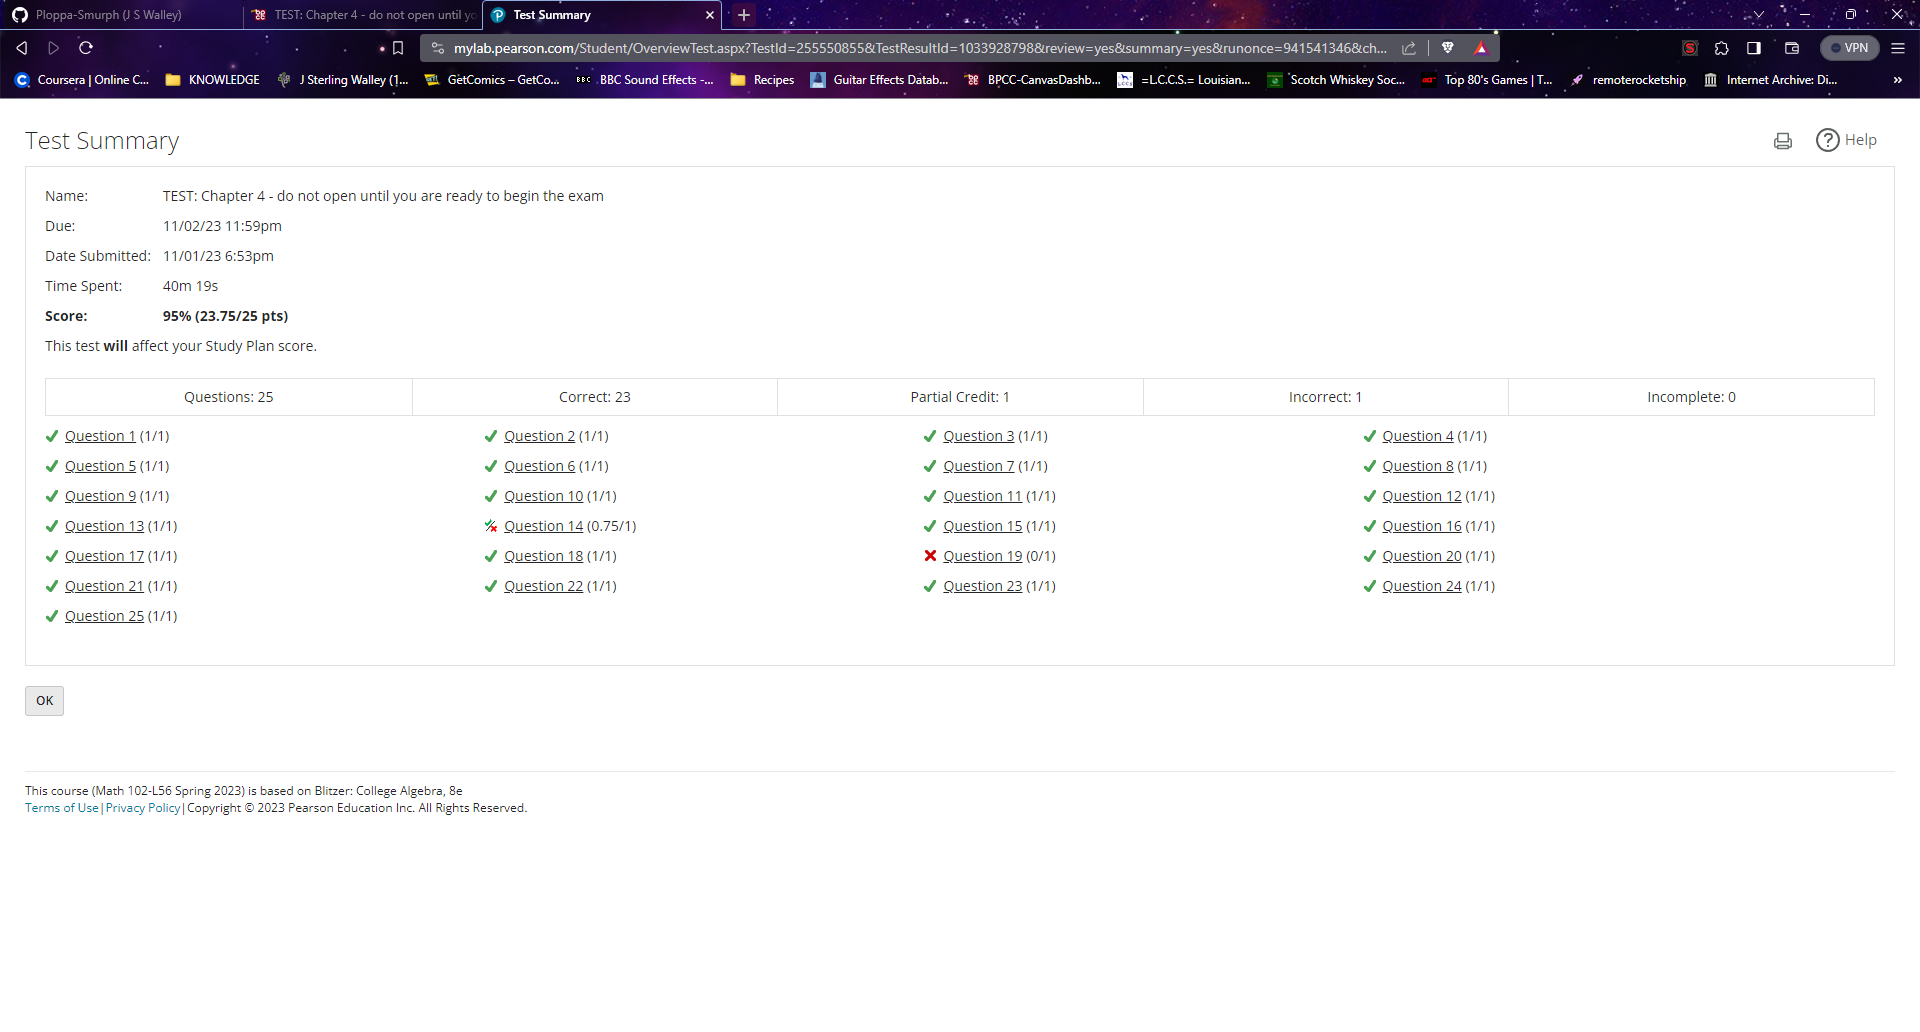 Ploppa-Smurph (J S Walley)
TEST: Chapter 4 - do not open until yo
Test Summary
mylab.pearson.com/Student/OverviewTest.aspx?TestId=255550855&TestResultId=1033928798&review=yes&summary=yes&runonce=941541346&ch...
VPN
Coursera | Online C...
KNOWLEDGE
J Sterling Walley (1...
GetComics – GetCo...
BBC
BBC Sound Effects -...
Recipes
Guitar Effects Datab...
BPCC-CanvasDashb...
=L.C.C.S.= Louisian...
Scotch Whiskey Soc...
Top 80's Games | T...
remoterocketship
Internet Archive: Di...
»
Test Summary
? Help
Name: TEST: Chapter 4 - do not open until you are ready to begin the exam
Due: 11/02/23 11:59pm
Date Submitted: 11/01/23 6:53pm
Time Spent: 40m 19s
Score: 95% (23.75/25 pts)
This test will affect your Study Plan score.
Questions: 25 Correct: 23 Partial Credit: 1 Incorrect: 1 Incomplete: 0
Question 1 (1/1) Question 2 (1/1) Question 3 (1/1) Question 4 (1/1)
Question 5 (1/1) Question 6 (1/1) Question 7 (1/1) Question 8 (1/1)
Question 9 (1/1) Question 10 (1/1) Question 11 (1/1) Question 12 (1/1)
Question 13 (1/1) Question 14 (0.75/1) Question 15 (1/1) Question 16 (1/1)
Question 17 (1/1) Question 18 (1/1) Question 19 (0/1) Question 20 (1/1)
Question 21 (1/1) Question 22 (1/1) Question 23 (1/1) Question 24 (1/1)
Question 25 (1/1)
OK
This course (Math 102-L56 Spring 2023) is based on Blitzer: College Algebra, 8e
Terms of Use|Privacy Policy|Copyright © 2023 Pearson Education Inc. All Rights Reserved.